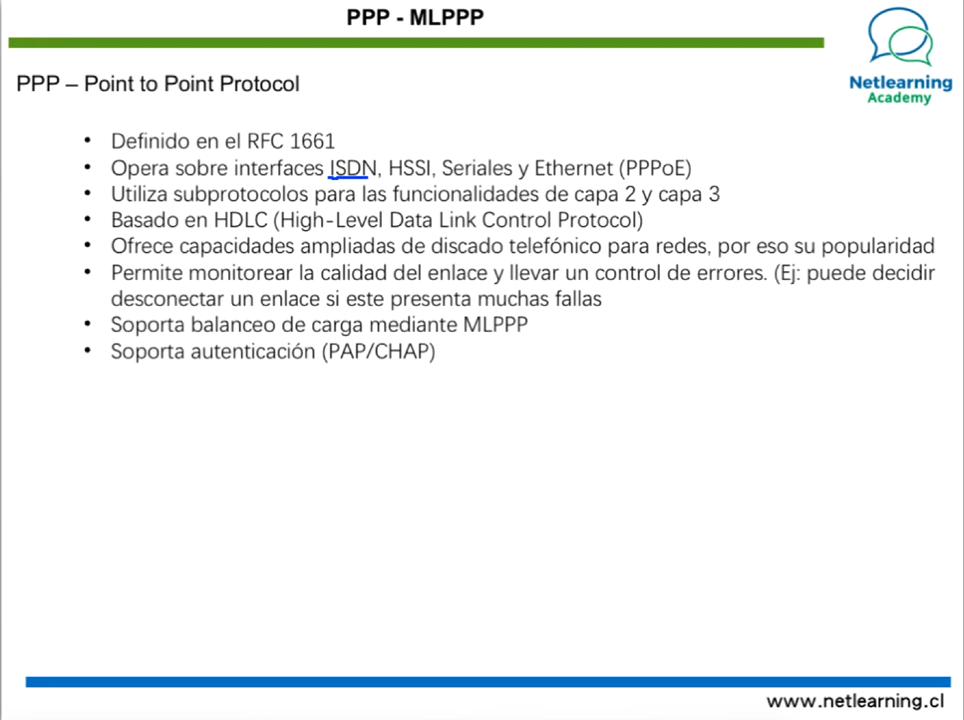 PPP - MLPPP
Netlearning
Academy
PPP – Point to Point Protocol
• Definido en el RFC 1661
• Opera sobre interfaces ISDN, HSSI, Seriales y Ethernet (PPPoE)
• Utiliza subprotocolos para las funcionalidades de capa 2 y capa 3
• Basado en HDLC (High-Level Data Link Control Protocol)
• Ofrece capacidades ampliadas de discado telefónico para redes, por eso su popularidad
• Permite monitorear la calidad del enlace y llevar un control de errores. (Ej: puede decidir
desconectar un enlace si este presenta muchas fallas
• Soporta balanceo de carga mediante MLPPP
• Soporta autenticación (PAP/CHAP)
www.netlearning.cl